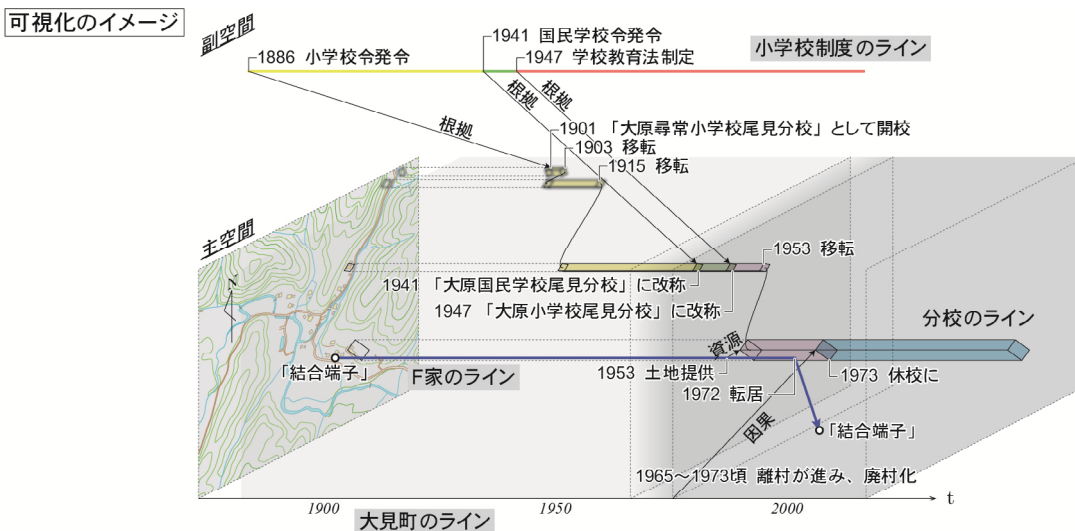 可視化のイメージ
副空間
1886 小学校令発令
1941 国民学校令発令
1947 学校教育法制定
小学校制度のライン
根拠
根拠
根拠
1901 「大原尋常小学校尾見分校」として開校
1903 移転
1915 移転
主空間
1953 移転
1941 「大原国民学校尾見分校」に改称
1947 「大原小学校尾見分校」に改称
分校のライン
資源
「結合端子」
F家のライン
1953 土地提供
1973 休校に
1972 転居
因果
「結合端子」
1965～1973頃 離村が進み、廃村化
1900
1950
2000
t
大見町のライン